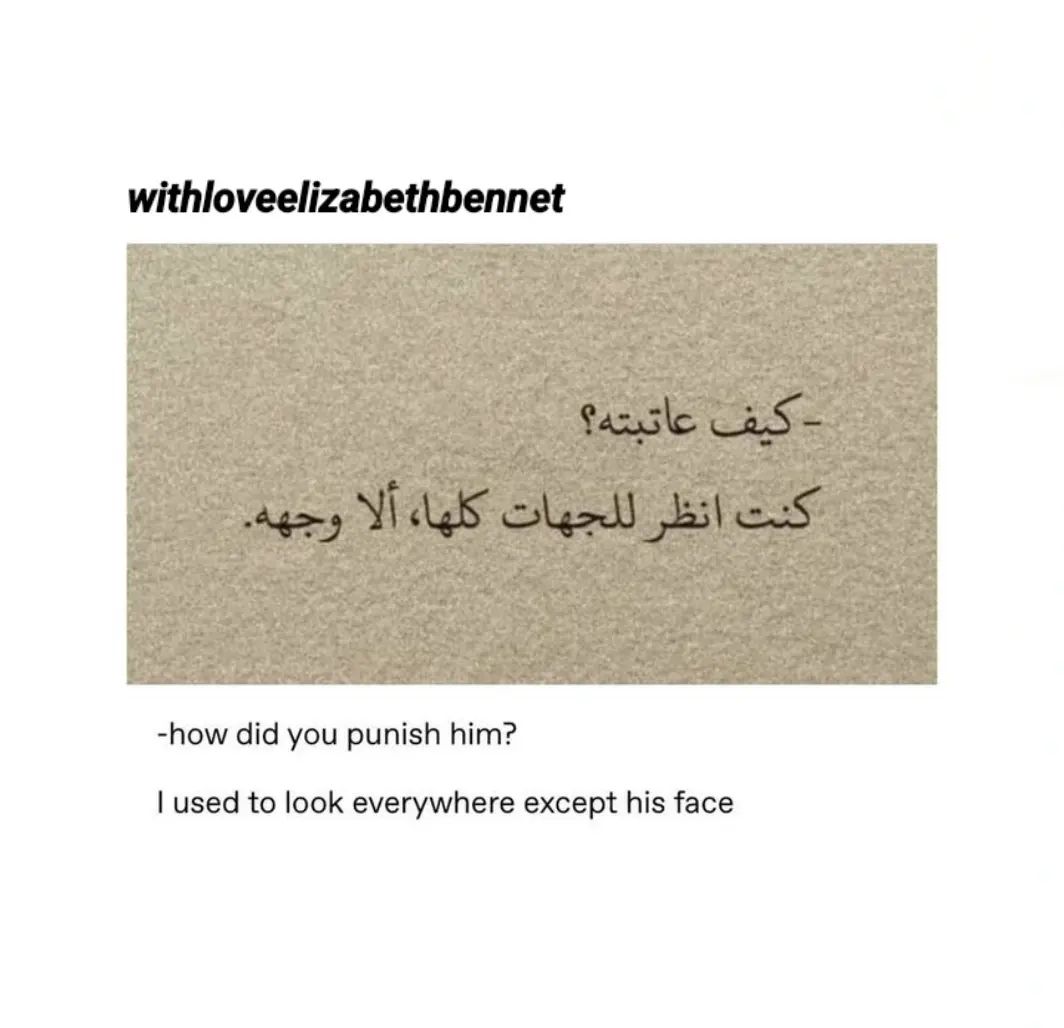 withloveelizabethbennet
-كيف عاتبته؟
كنت انظر للجهات كلها، ألا وجهه.
-how did you punish him?
I used to look everywhere except his face